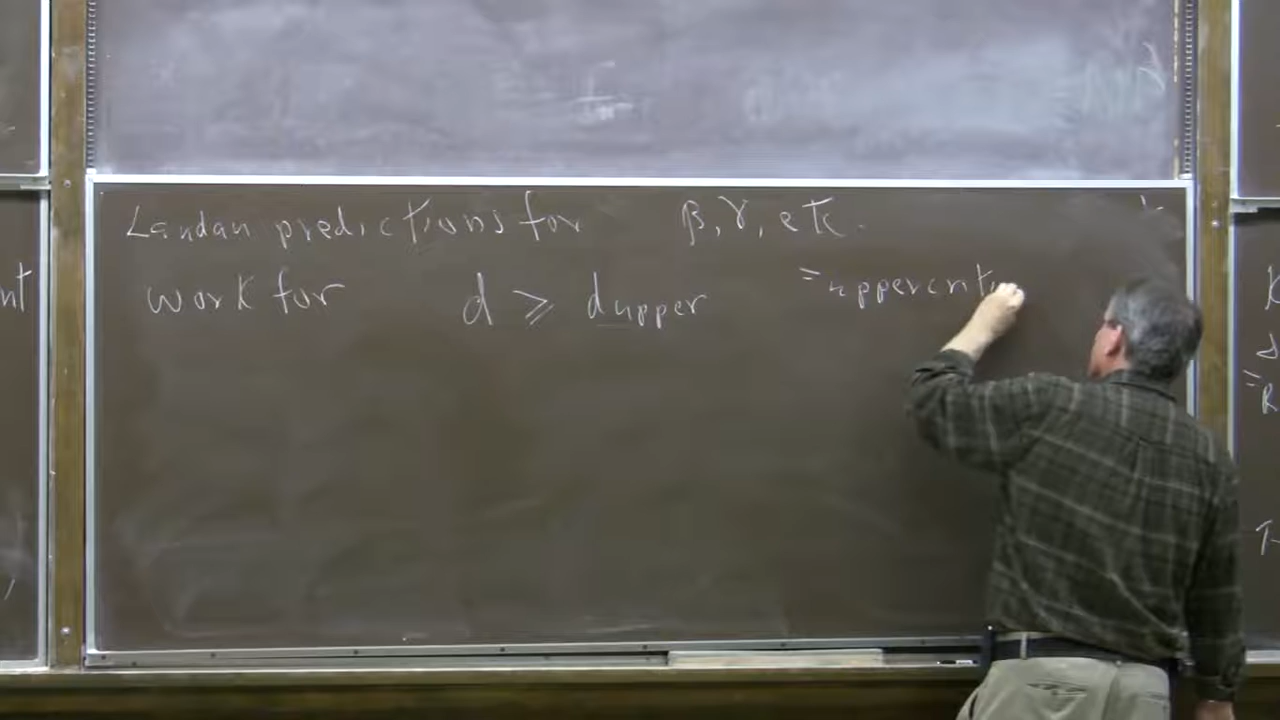 Landau predictions for β, γ, etc.
work for d ⩾ dupper = uppercrit